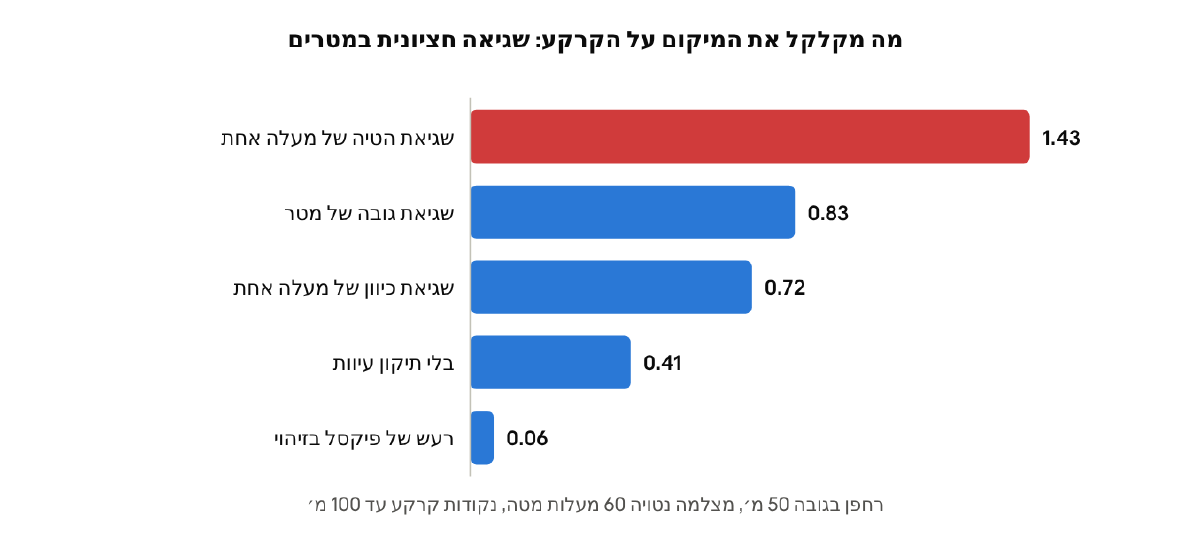 מה מקלקל את המיקום על הקרקע: שגיאה חציונית במטרים
שגיאת הטיה של מעלה אחת 1.43
שגיאת גובה של מטר 0.83
שגיאת כיוון של מעלה אחת 0.72
בלי תיקון עיוות 0.41
רעש של פיקסל בזיהוי 0.06
רחפן בגובה 50 מ׳, מצלמה נטויה 60 מעלות מטה, נקודות קרקע עד 100 מ׳